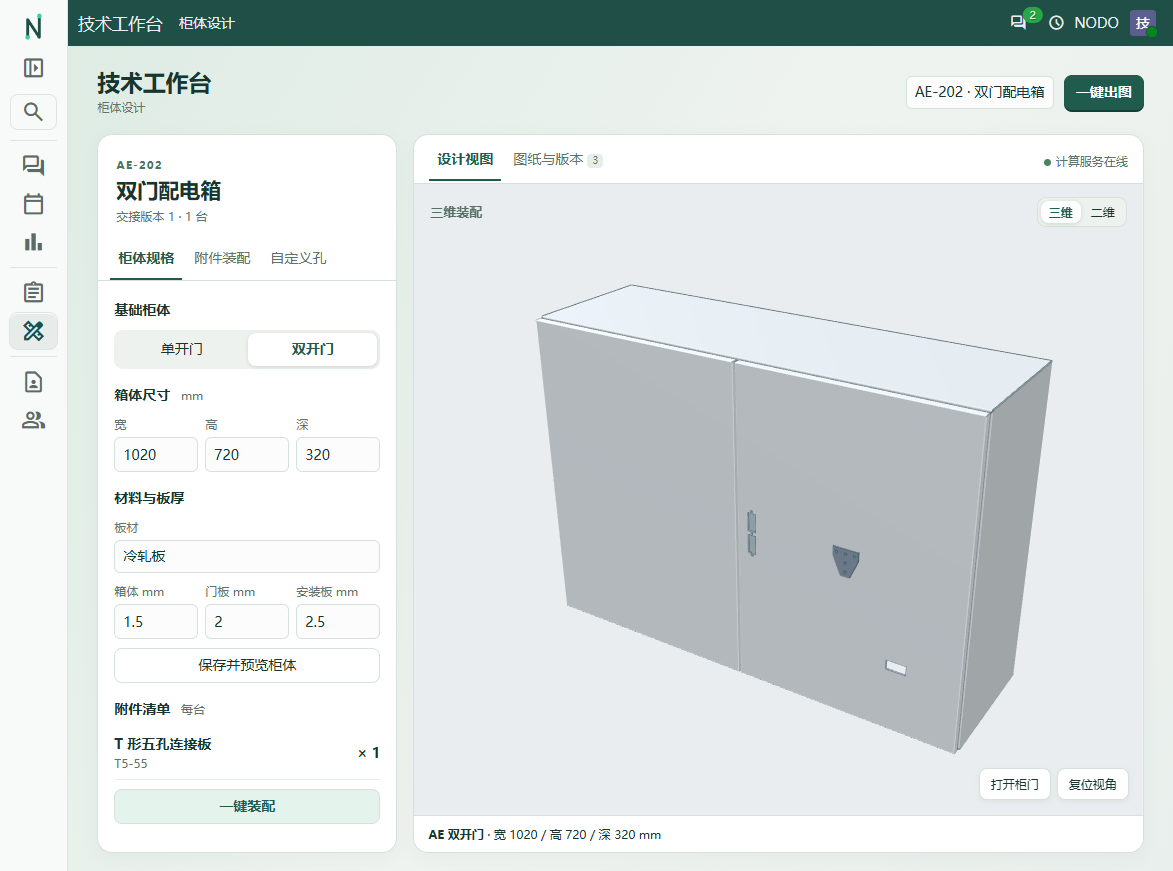 技术工作台 柜体设计
2 NODO 技
技术工作台
柜体设计
AE-202 · 双门配电箱 一键出图
AE-202
双门配电箱
交接版本 1 · 1 台
柜体规格 附件装配 自定义孔
基础柜体
单开门 双开门
箱体尺寸 mm
宽 高 深
1020 720 320
材料与板厚
板材
冷轧板
箱体 mm 门板 mm 安装板 mm
1.5 2 2.5
保存并预览柜体
附件清单 每台
T 形五孔连接板
T5-55
× 1
一键装配
设计视图 图纸与版本 3
计算服务在线
三维装配
三维 二维
打开柜门 复位视角
AE 双开门 · 宽 1020 / 高 720 / 深 320 mm